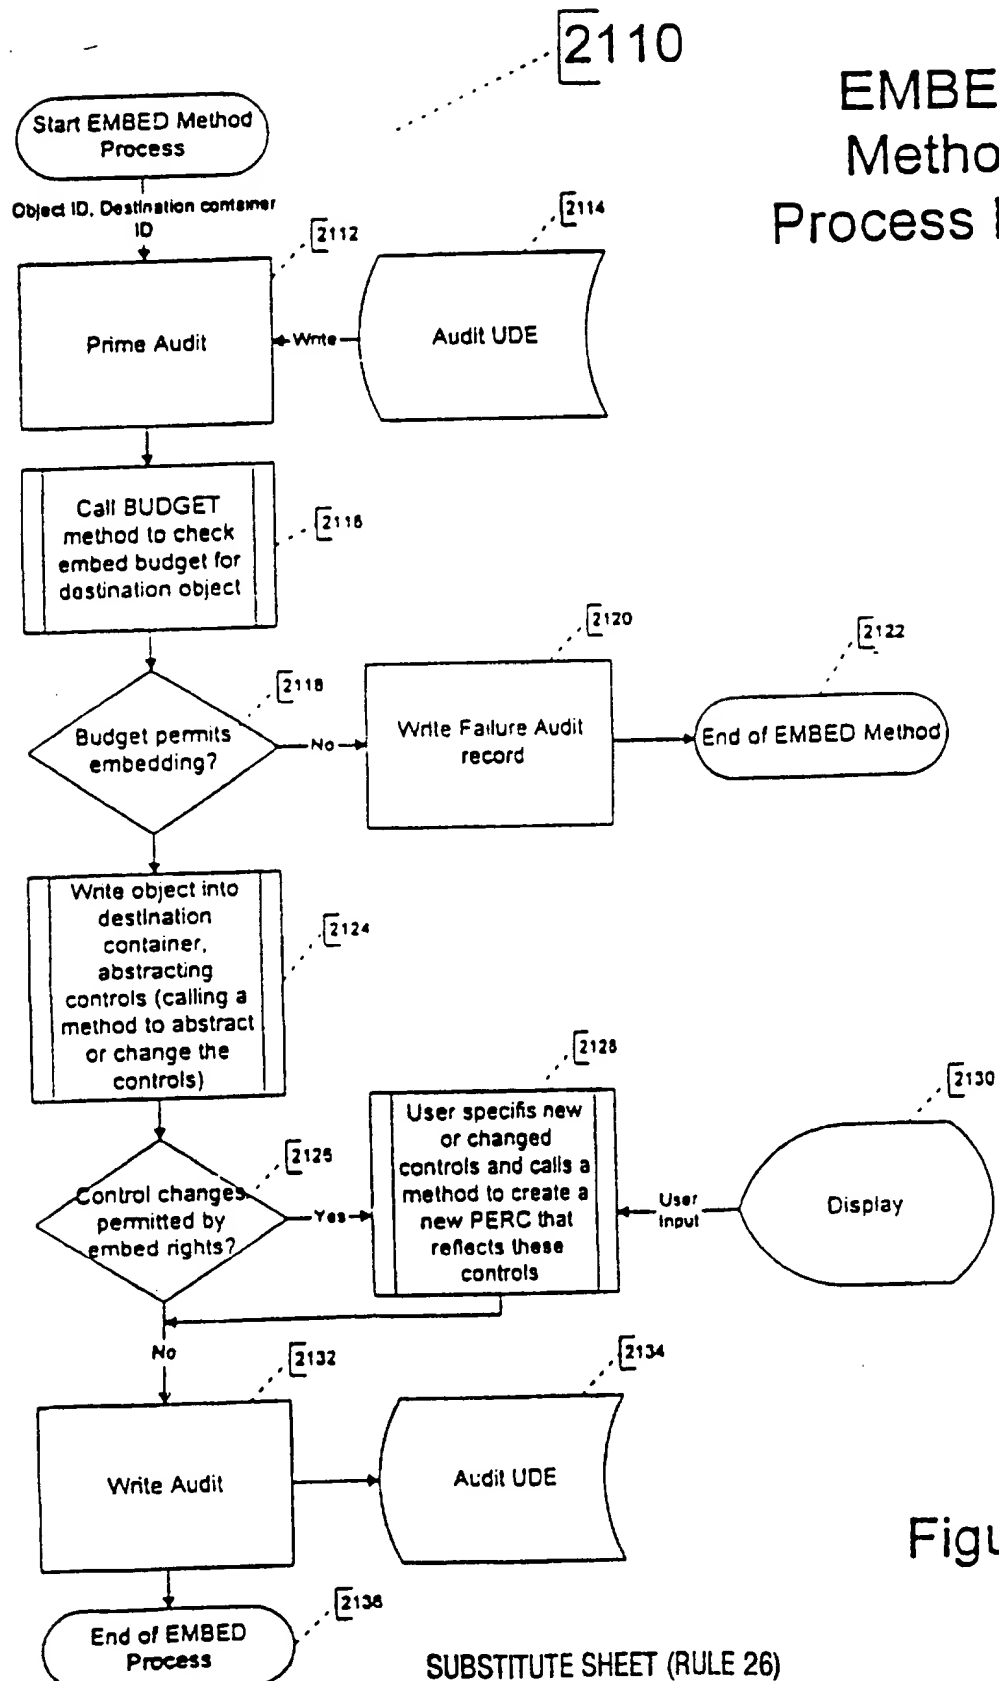 2110
EMBE
Metho
Process
Start EMBED Method
Process
Object ID, Destination container
ID
2112
2114
Prime Audit
Write
Audit UDE
Call BUDGET
method to check
embed budget for
dastination object
2116
2118
Budget permits
embedding?
No
2120
Write Failure Audit
record
2122
End of EMBED Method
Write object into
destination
container,
abstracting
controls (calling a
method to abstract
or change the
controls)
2124
2126
Control changes
permitted by
embed rights?
Yes
2128
User specifis new
or changed
controls and calls a
method to create a
new PERC that
reflects these
controls
User
Input
2130
Display
No
2132
Write Audit
2134
Audit UDE
2136
End of EMBED
Process
Figu
SUBSTITUTE SHEET (RULE 26)